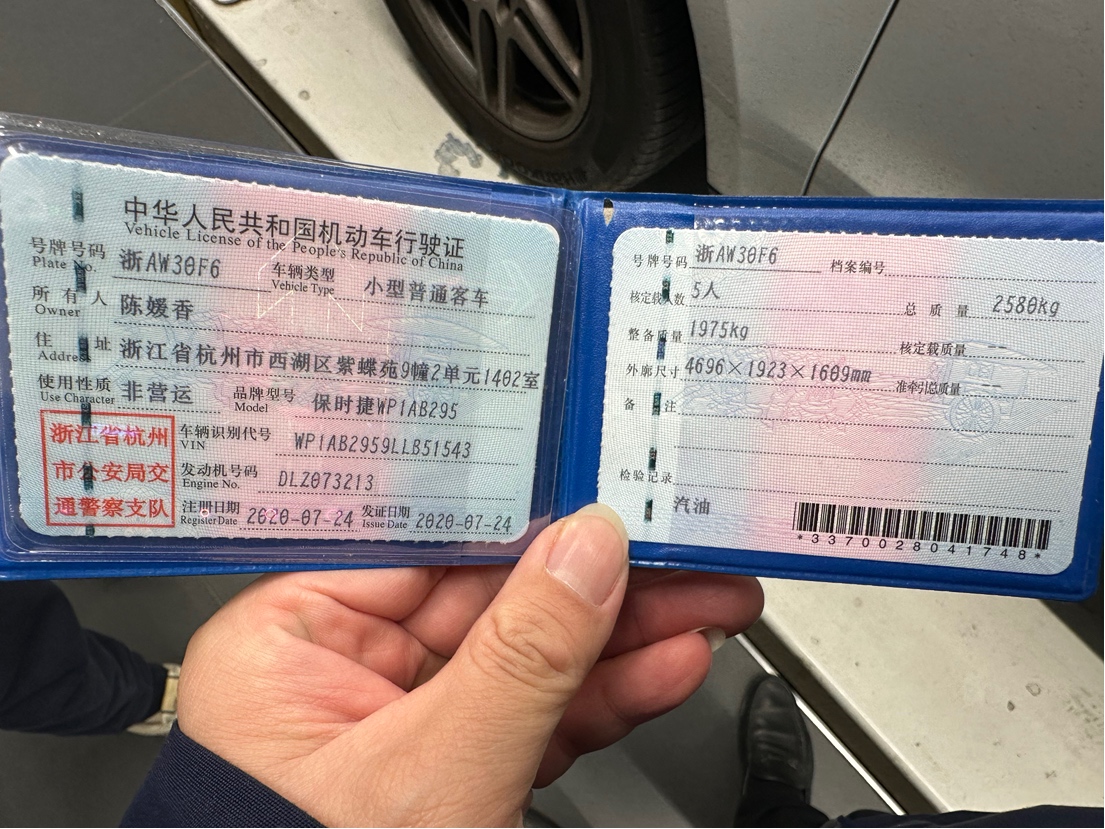 中华人民共和国机动车行驶证
Vehicle License of the People's Republic of China
号牌号码 浙AW30F6 车辆类型 小型普通客车
Plate No. Vehicle Type
所有人 陈媛香
Owner
住址 浙江省杭州市西湖区紫蝶苑9幢2单元1402室
Address
使用性质 非营运 品牌型号 保时捷WP1AB295
Use Character Model
浙江省杭州
市公安局交
通警察支队
车辆识别代号 WP1AB2959LLB51543
VIN
发动机号码 DLZ073213
Engine No.
注册日期 2020-07-24 发证日期 2020-07-24
Register Date Issue Date
号牌号码 浙AW30F6 档案编号
核定载人数 5人 总质量 2580kg
整备质量 1975kg 核定载质量 --
外廓尺寸 4696×1923×1609mm 准牵引总质量 --
备注
检验记录
汽油
*3370028041748*